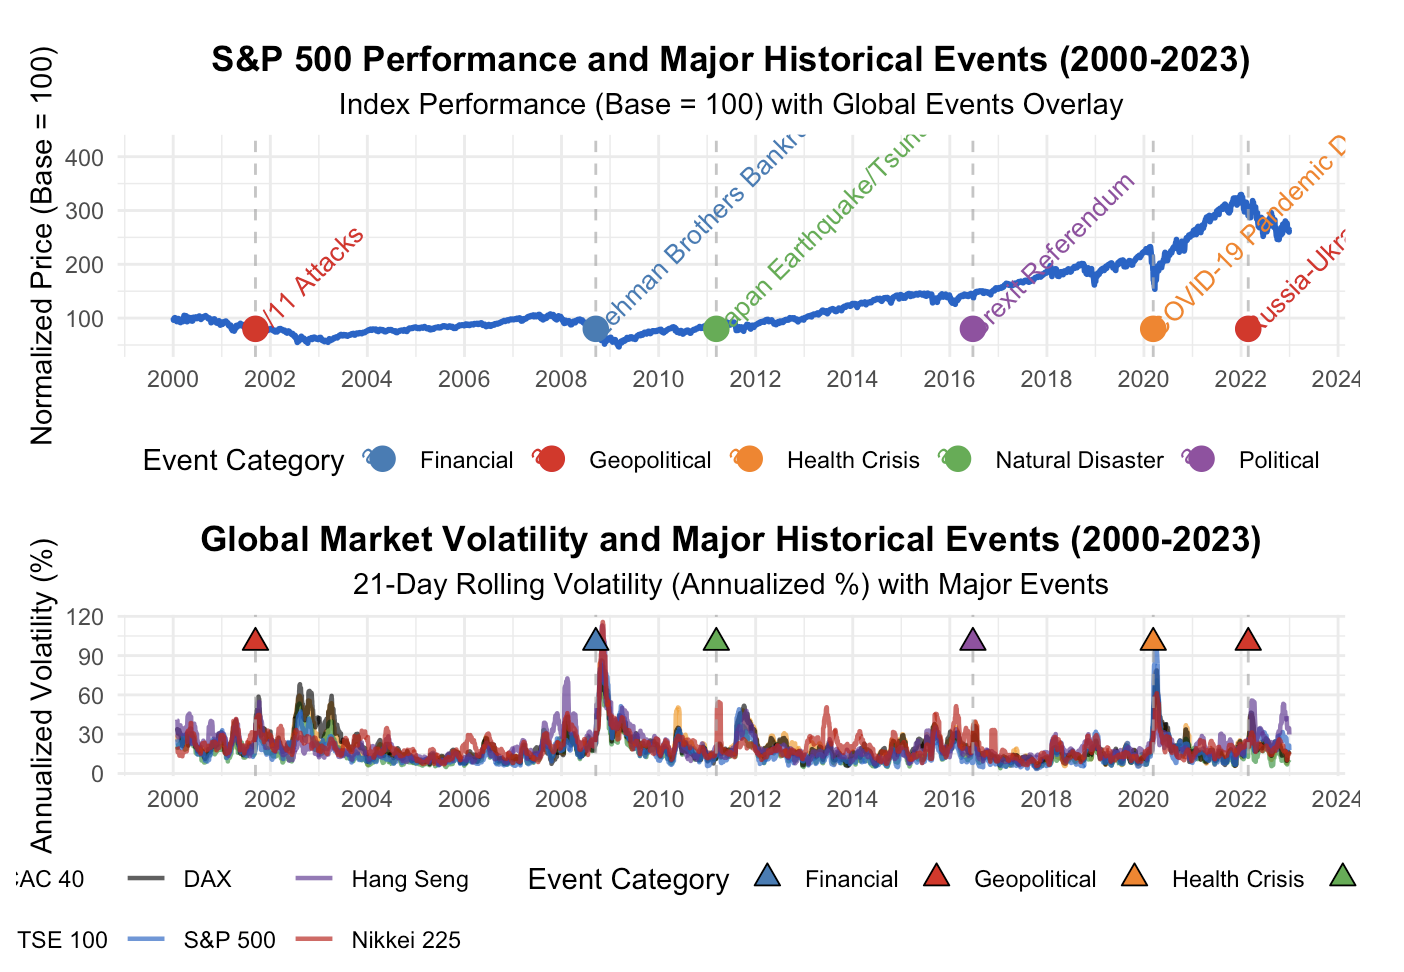 S&P 500 Performance and Major Historical Events (2000-2023)
Index Performance (Base = 100) with Global Events Overlay
Normalized Price (Base = 100)
400
300
200
100
/11 Attacks
ehman Brothers Bankr
apan Earthquake/Tsun
rexit Referendum
OVID-19 Pandemic D
ussia-Ukra
2000 2002 2004 2006 2008 2010 2012 2014 2016 2018 2020 2022 2024
Event Category Financial Geopolitical Health Crisis Natural Disaster Political
Global Market Volatility and Major Historical Events (2000-2023)
21-Day Rolling Volatility (Annualized %) with Major Events
Annualized Volatility (%)
120
90
60
30
0
2000 2002 2004 2006 2008 2010 2012 2014 2016 2018 2020 2022 2024
AC 40 DAX Hang Seng Event Category Financial Geopolitical Health Crisis
TSE 100 S&P 500 Nikkei 225